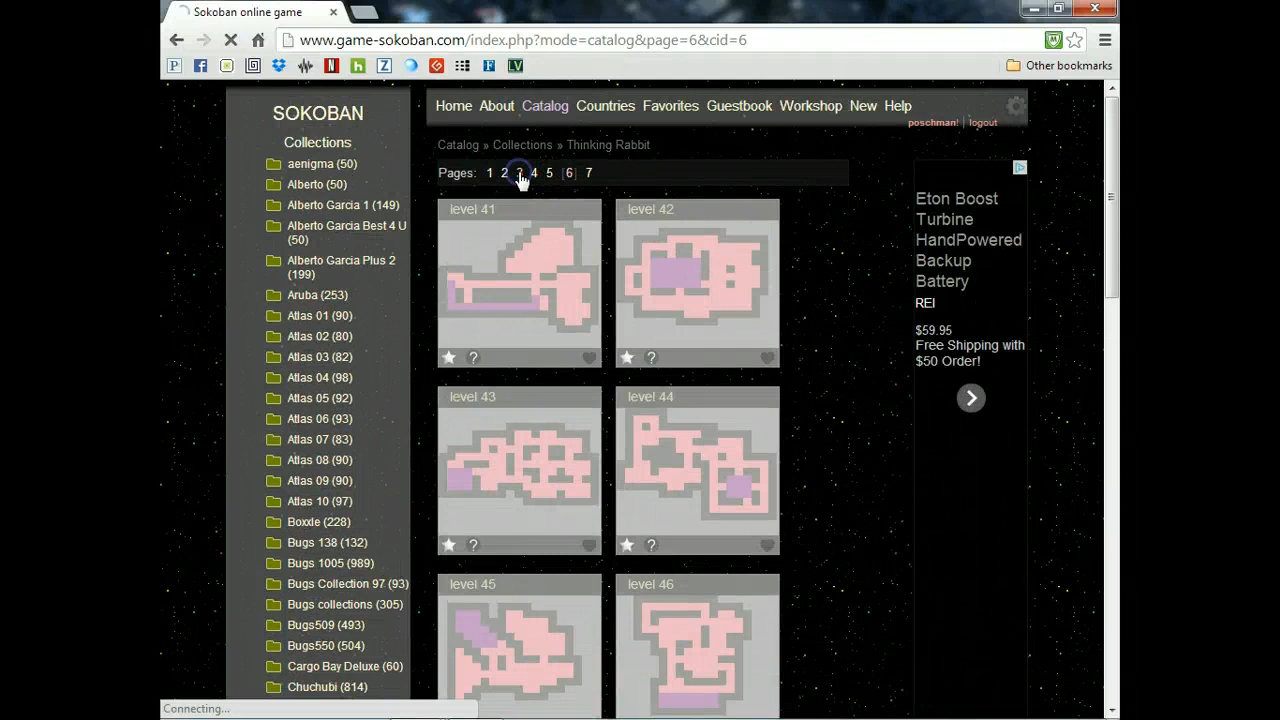 Sokoban online game
www.game-sokoban.com/index.php?mode=catalog&page=6&cid=6
Other bookmarks
SOKOBAN
Collections
aenigma (50)
Alberto (50)
Alberto Garcia 1 (149)
Alberto Garcia Best 4 U
(50)
Alberto Garcia Plus 2
(199)
Aruba (253)
Atlas 01 (90)
Atlas 02 (80)
Atlas 03 (82)
Atlas 04 (98)
Atlas 05 (92)
Atlas 06 (93)
Atlas 07 (83)
Atlas 08 (90)
Atlas 09 (90)
Atlas 10 (97)
Boxxle (228)
Bugs 138 (132)
Bugs 1005 (989)
Bugs Collection 97 (93)
Bugs collections (305)
Bugs509 (493)
Bugs550 (504)
Cargo Bay Deluxe (60)
Chuchubi (814)
Home About Catalog Countries Favorites Guestbook Workshop New Help
poschman! | logout
Catalog » Collections » Thinking Rabbit
Pages: 1 2 3 4 5 [6] 7
level 41
level 42
? ?
level 43
level 44
? ?
level 45
level 46
Eton Boost
Turbine
HandPowered
Backup
Battery
REI
$59.95
Free Shipping with
$50 Order!
Connecting...